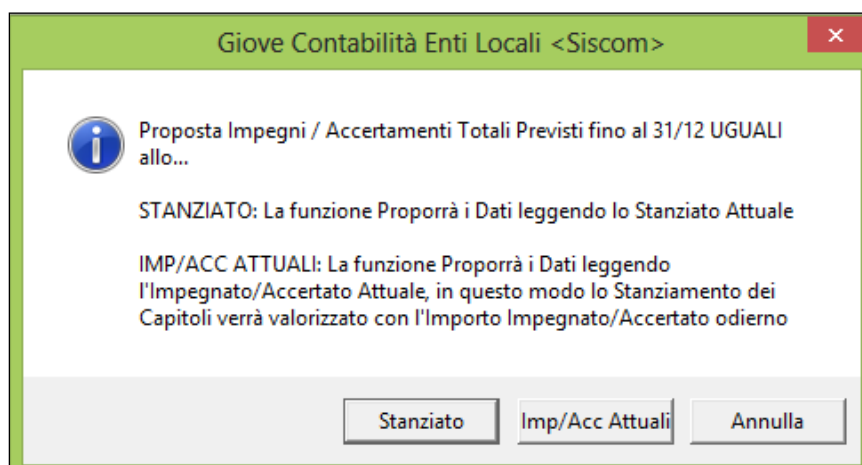 Giove Contabilità Enti Locali <Siscom>
Proposta Impegni / Accertamenti Totali Previsti fino al 31/12 UGUALI
allo...
STANZIATO: La funzione Proporrà i Dati leggendo lo Stanziato Attuale
IMP/ACC ATTUALI: La funzione Proporrà i Dati leggendo
l'Impegnato/Accertato Attuale, in questo modo lo Stanziamento dei
Capitoli verrà valorizzato con l'Importo Impegnato/Accertato odierno
Stanziato
Imp/Acc Attuali
Annulla